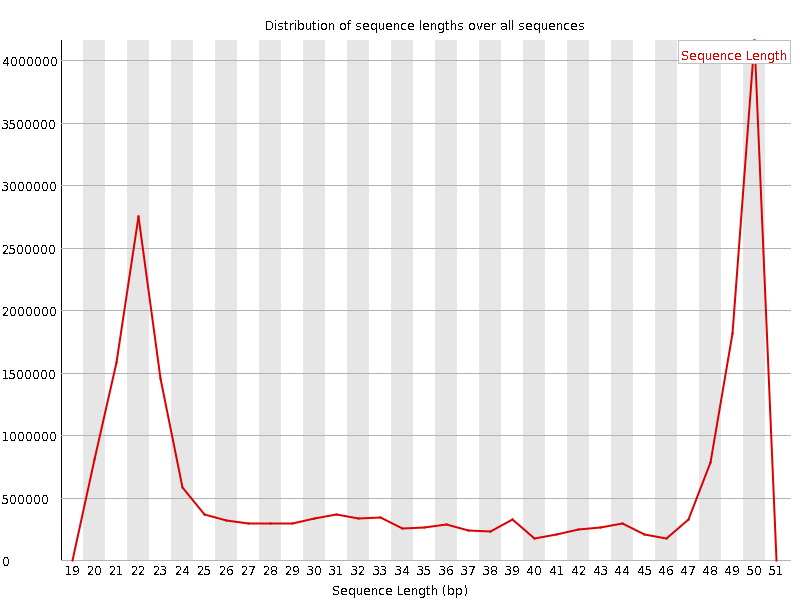 Distribution of sequence lengths over all sequences
Sequence Length
4000000
3500000
3000000
2500000
2000000
1500000
1000000
500000
0
19 20 21 22 23 24 25 26 27 28 29 30 31 32 33 34 35 36 37 38 39 40 41 42 43 44 45 46 47 48 49 50 51
Sequence Length (bp)